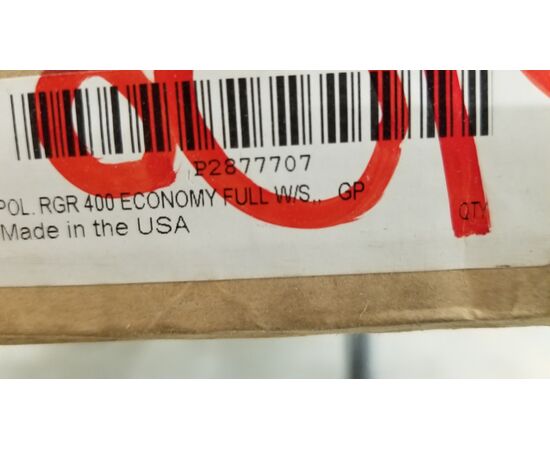 P2877707
POL. RGR 400 ECONOMY FULL W/S,, GP
QTY
Made in the USA